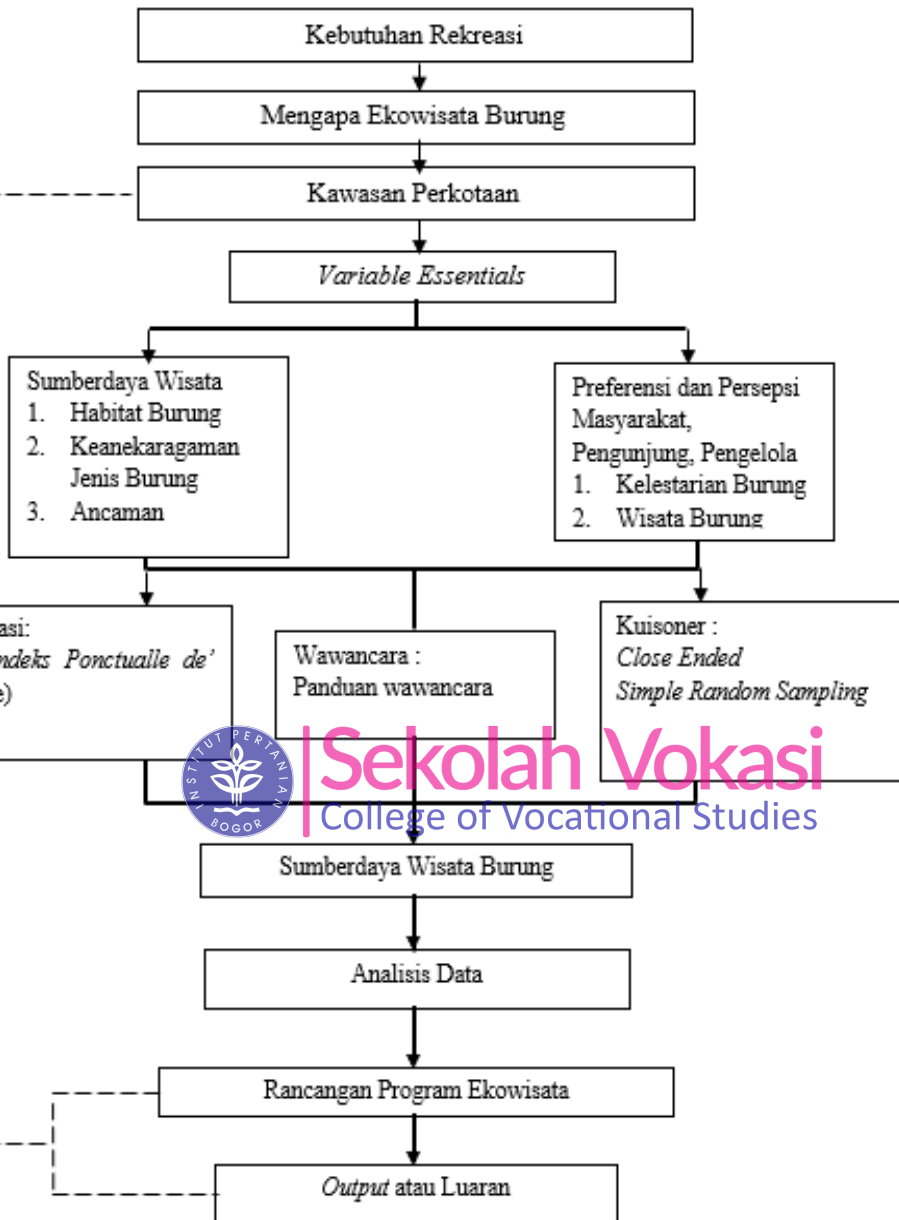 Kebutuhan Rekreasi
Mengapa Ekowisata Burung
Kawasan Perkotaan
Variable Essentials
Sumberdaya Wisata
1. Habitat Burung
2. Keanekaragaman
Jenis Burung
3. Ancaman
Preferensi dan Persepsi
Masyarakat,
Pengunjung, Pengelola
1. Kelestarian Burung
2. Wisata Burung
asi:
ndeks Ponctualle de’
e)
Wawancara :
Panduan wawancara
Kuisoner :
Close Ended
Simple Random Sampling
INSTITUT PERTANIAN
BOGOR
Sekolah Vokasi
College of Vocational Studies
Sumberdaya Wisata Burung
Analisis Data
Rancangan Program Ekowisata
Output atau Luaran